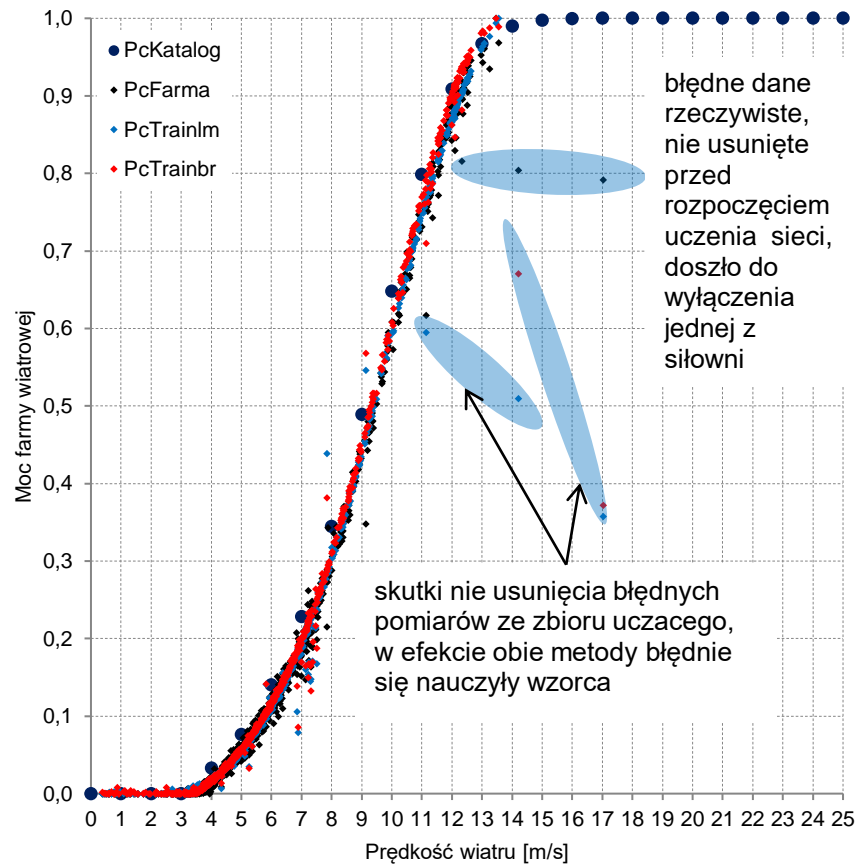 1,0
0,9
0,8
0,7
0,6
0,5
0,4
0,3
0,2
0,1
0,0
Moc farmy wiatrowej
PcKatalog
PcFarma
PcTrainlm
PcTrainbr
błędne dane
rzeczywiste,
nie usunięte
przed
rozpoczęciem
uczenia sieci,
doszło do
wyłączenia
jednej z
siłowni
skutki nie usunięcia błędnych
pomiarów ze zbioru uczacego,
w efekcie obie metody błędnie
się nauczyły wzorca
0 1 2 3 4 5 6 7 8 9 10 11 12 13 14 15 16 17 18 19 20 21 22 23 24 25
Prędkość wiatru [m/s]